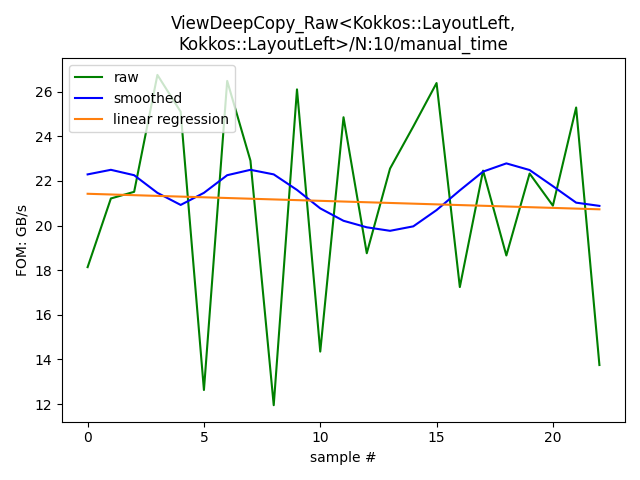 ViewDeepCopy_Raw<Kokkos::LayoutLeft,
Kokkos::LayoutLeft>/N:10/manual_time
raw
smoothed
linear regression
FOM: GB/s
26
24
22
20
18
16
14
12
0
5
10
15
20
sample #